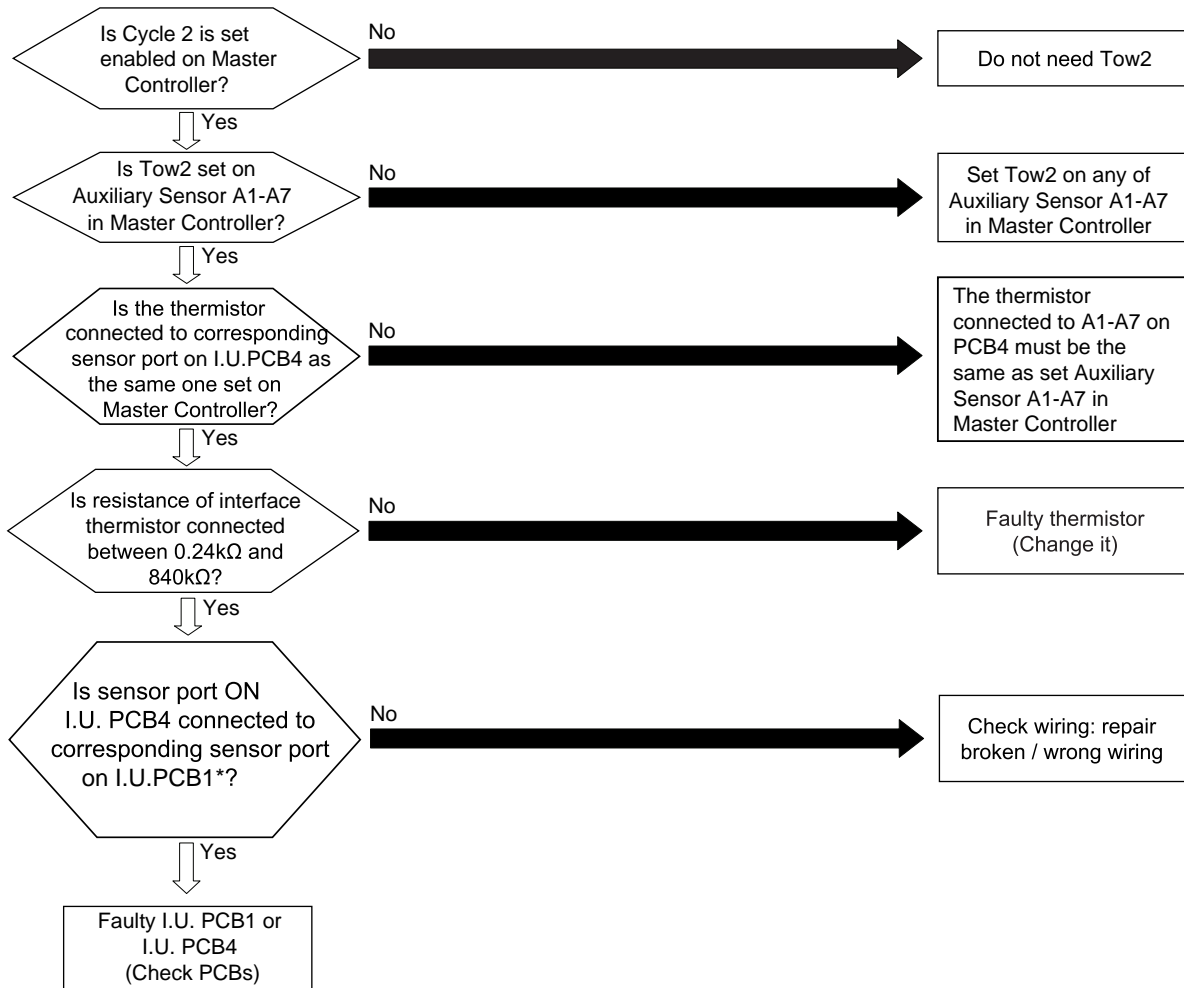 Is Cycle 2 is set
enabled on Master
Controller?
No
Do not need Tow2
Yes
Is Tow2 set on
Auxiliary Sensor A1-A7
in Master Controller?
No
Set Tow2 on any of
Auxiliary Sensor A1-A7
in Master Controller
Yes
Is the thermistor
connected to corresponding
sensor port on I.U.PCB4 as
the same one set on
Master Controller?
No
The thermistor
connected to A1-A7 on
PCB4 must be the
same as set Auxiliary
Sensor A1-A7 in
Master Controller
Yes
Is resistance of interface
thermistor connected
between 0.24kΩ and
840kΩ?
No
Faulty thermistor
(Change it)
Yes
Is sensor port ON
I.U. PCB4 connected to
corresponding sensor port
on I.U.PCB1*?
No
Check wiring: repair
broken / wrong wiring
Yes
Faulty I.U. PCB1 or
I.U. PCB4
(Check PCBs)